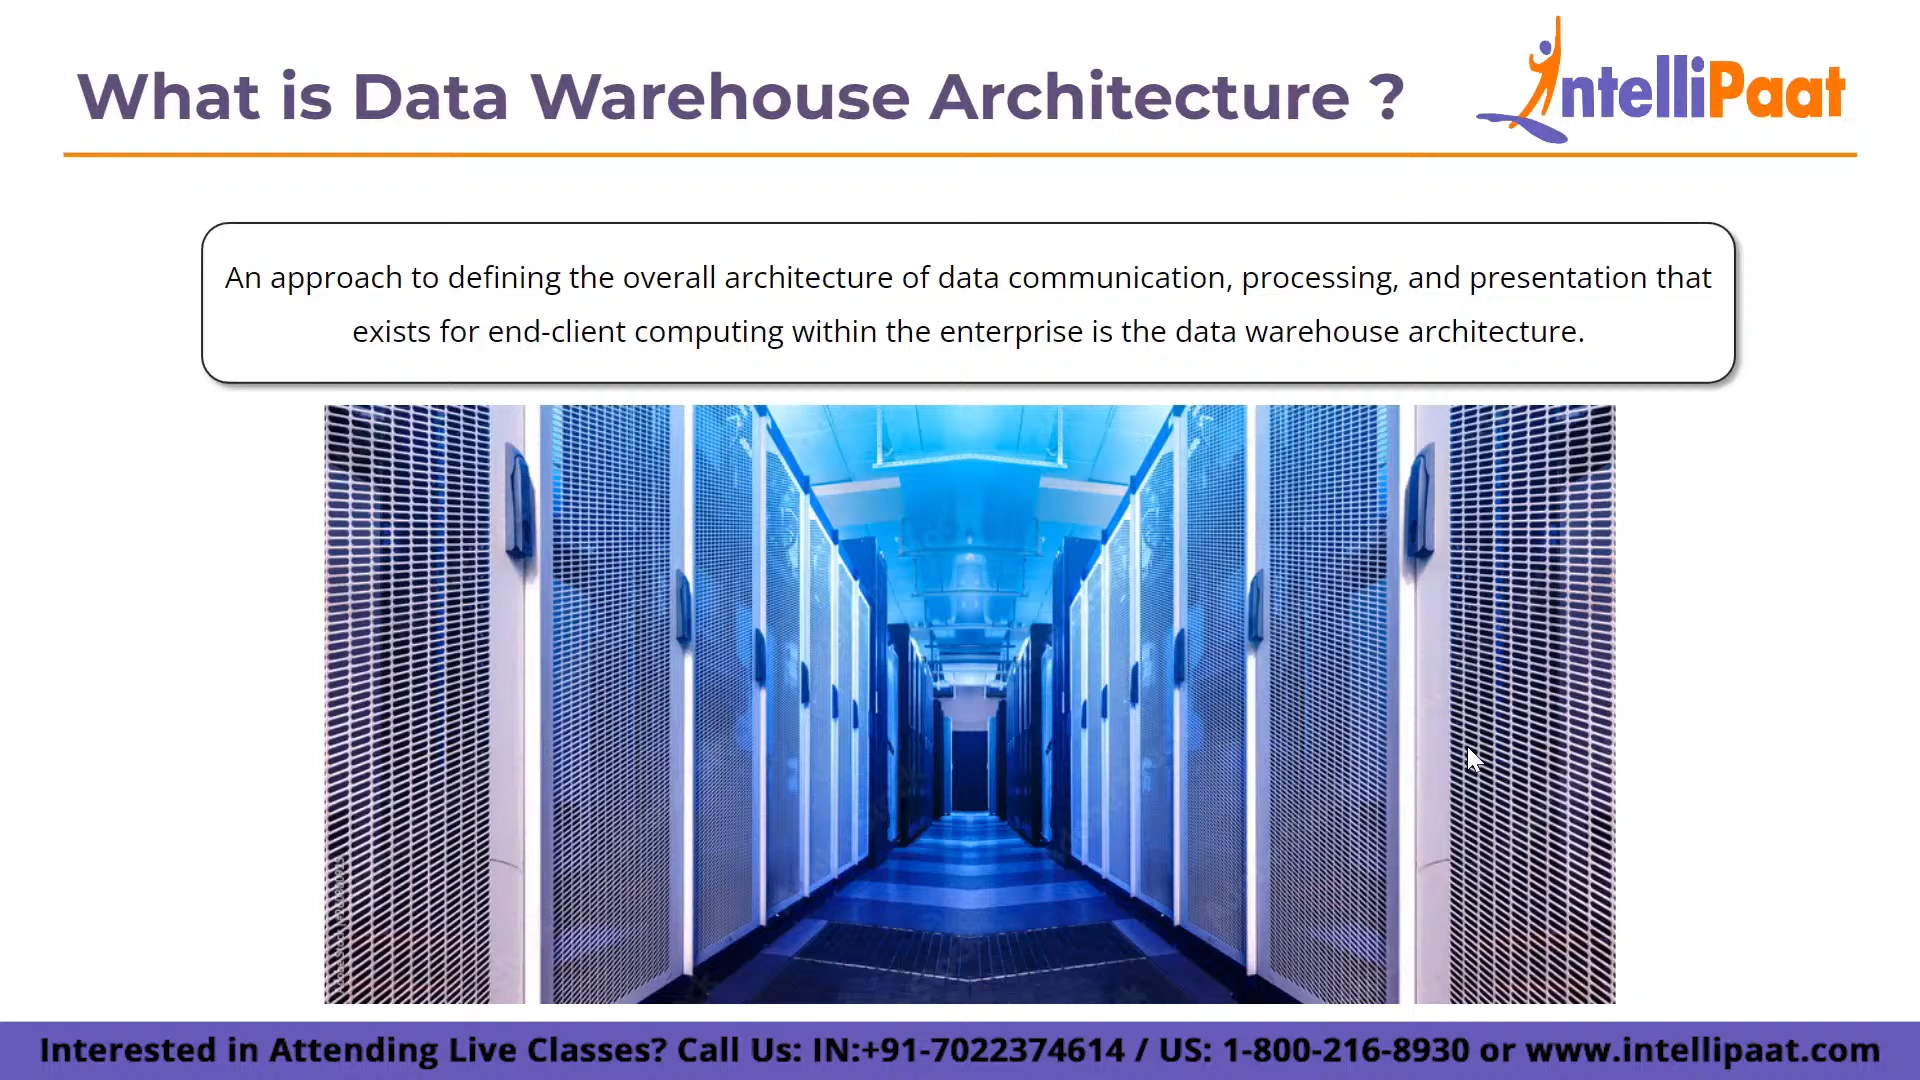 What is Data Warehouse Architecture ?
IntelliPaat
An approach to defining the overall architecture of data communication, processing, and presentation that
exists for end-client computing within the enterprise is the data warehouse architecture.
Interested in Attending Live Classes? Call Us: IN:+91-7022374614 / US: 1-800-216-8930 or www.intellipaat.com